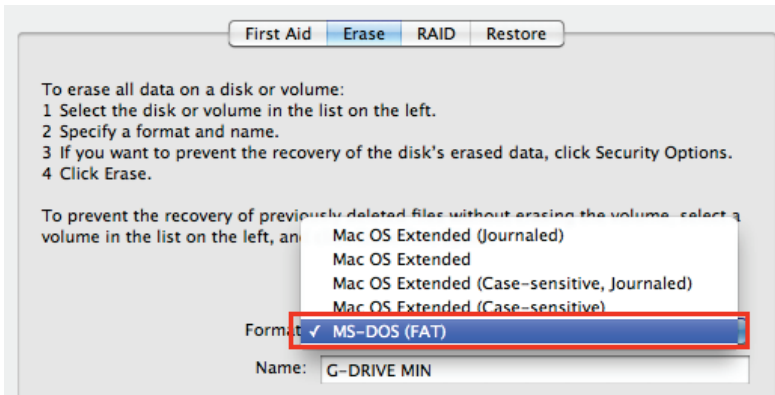 First Aid Erase RAID Restore
To erase all data on a disk or volume:
1 Select the disk or volume in the list on the left.
2 Specify a format and name.
3 If you want to prevent the recovery of the disk's erased data, click Security Options.
4 Click Erase.
To prevent the recovery of previously deleted files without erasing the volume, select a
volume in the list on the left, an
Mac OS Extended (Journaled)
Mac OS Extended
Mac OS Extended (Case-sensitive, Journaled)
Mac OS Extended (Case-sensitive)
Format ✓ MS-DOS (FAT)
Name: G-DRIVE MIN